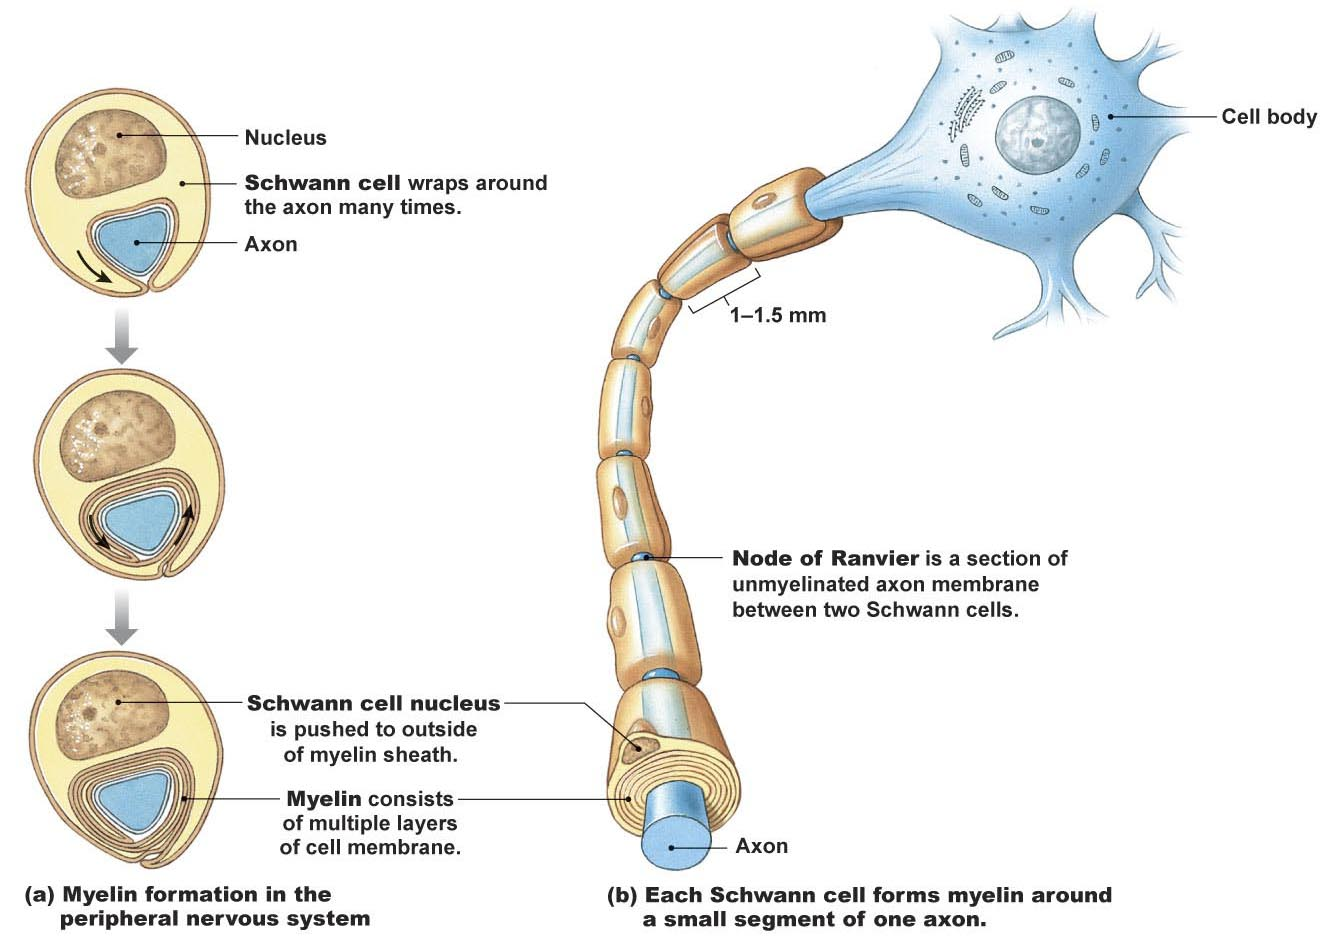 Nucleus
Schwann cell wraps around
the axon many times.
Axon
Cell body
1–1.5 mm
Node of Ranvier is a section of
unmyelinated axon membrane
between two Schwann cells.
Schwann cell nucleus
is pushed to outside
of myelin sheath.
Myelin consists
of multiple layers
of cell membrane.
Axon
(a) Myelin formation in the
peripheral nervous system
(b) Each Schwann cell forms myelin around
a small segment of one axon.